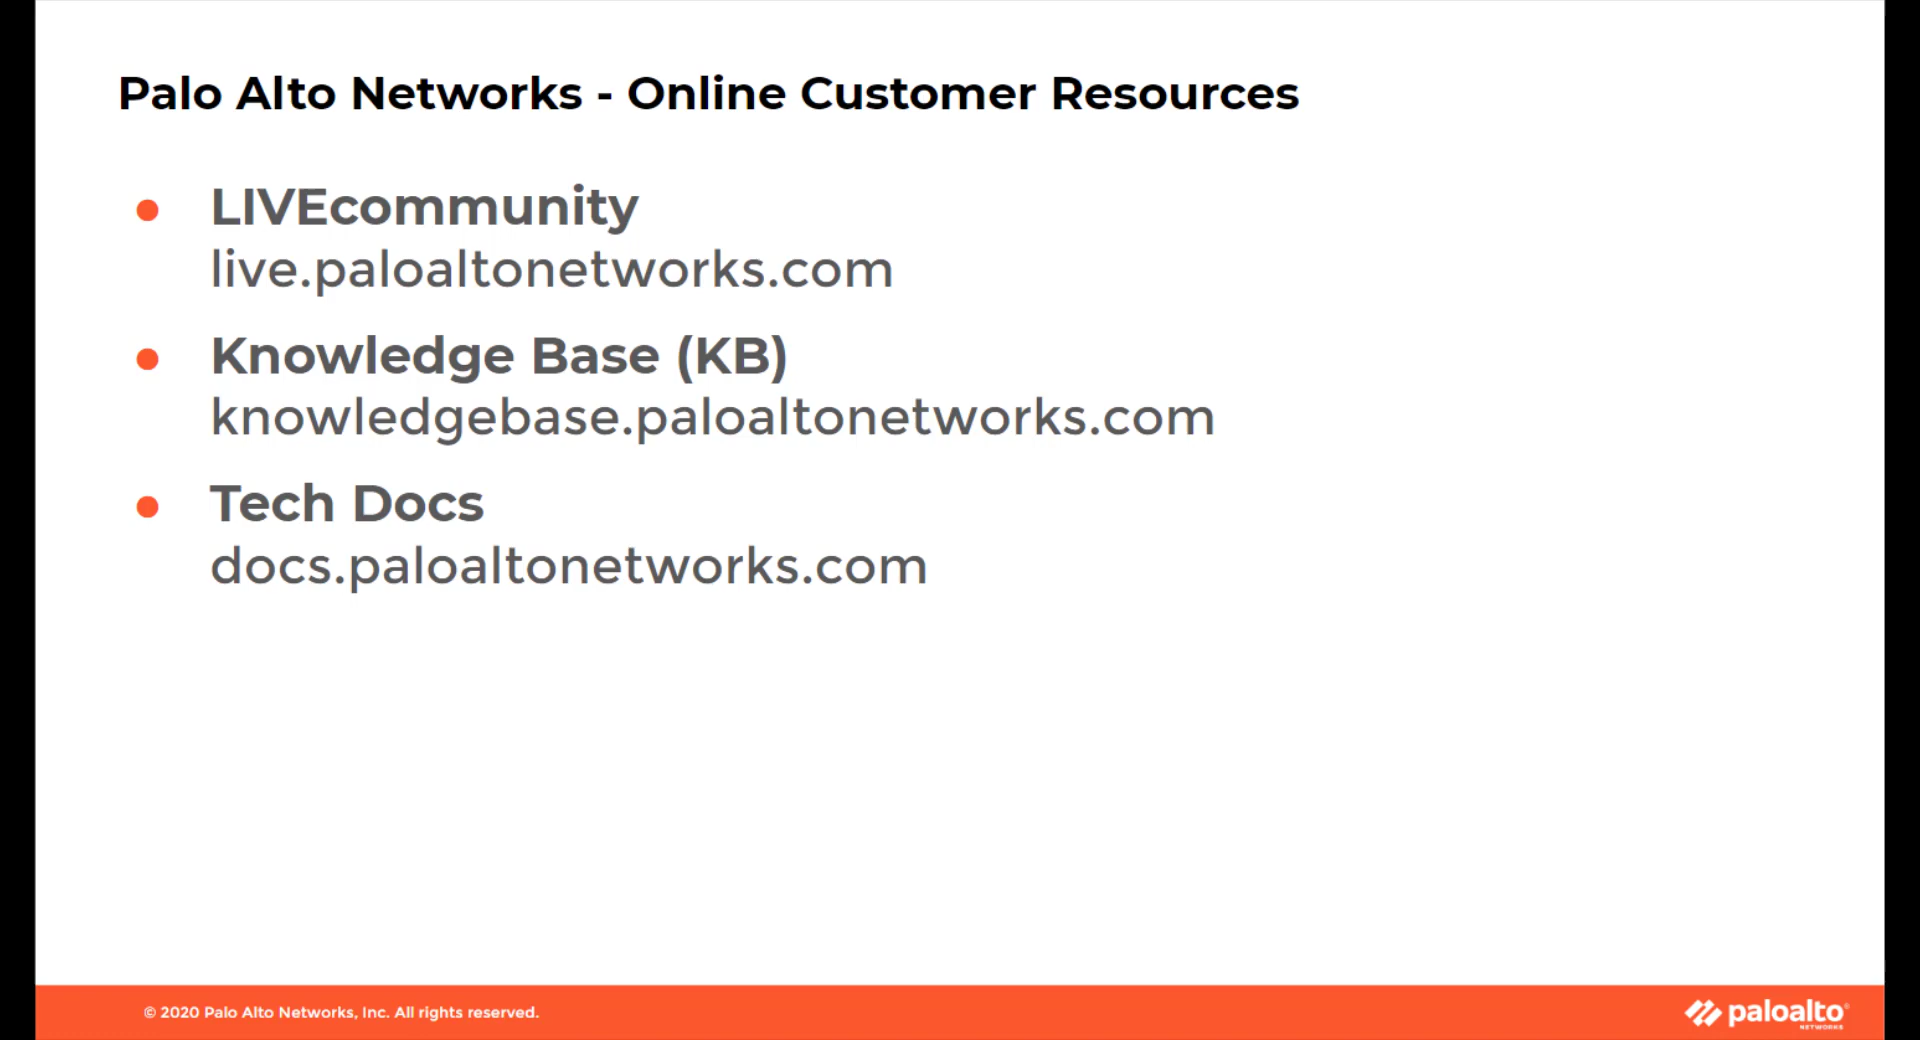 Palo Alto Networks - Online Customer Resources
● LIVEcommunity
live.paloaltonetworks.com
● Knowledge Base (KB)
knowledgebase.paloaltonetworks.com
● Tech Docs
docs.paloaltonetworks.com
© 2020 Palo Alto Networks, Inc. All rights reserved.
paloalto®
NETWORKS